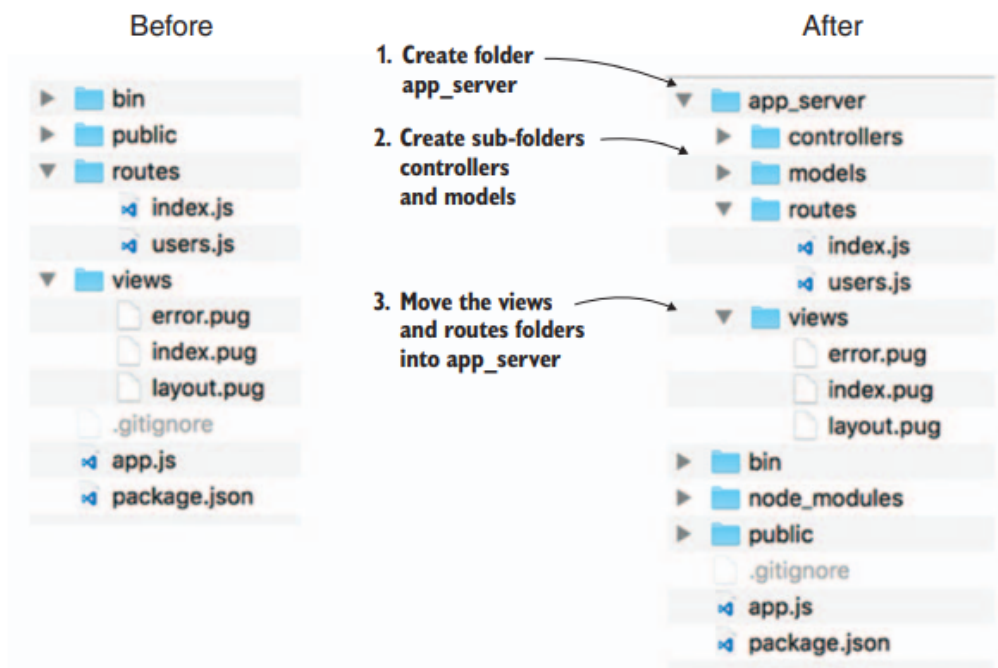 Before
After
1. Create folder
app_server
2. Create sub-folders
controllers
and models
3. Move the views
and routes folders
into app_server
bin
public
routes
index.js
users.js
views
error.pug
index.pug
layout.pug
.gitignore
app.js
package.json
app_server
controllers
models
routes
index.js
users.js
views
error.pug
index.pug
layout.pug
bin
node_modules
public
.gitignore
app.js
package.json